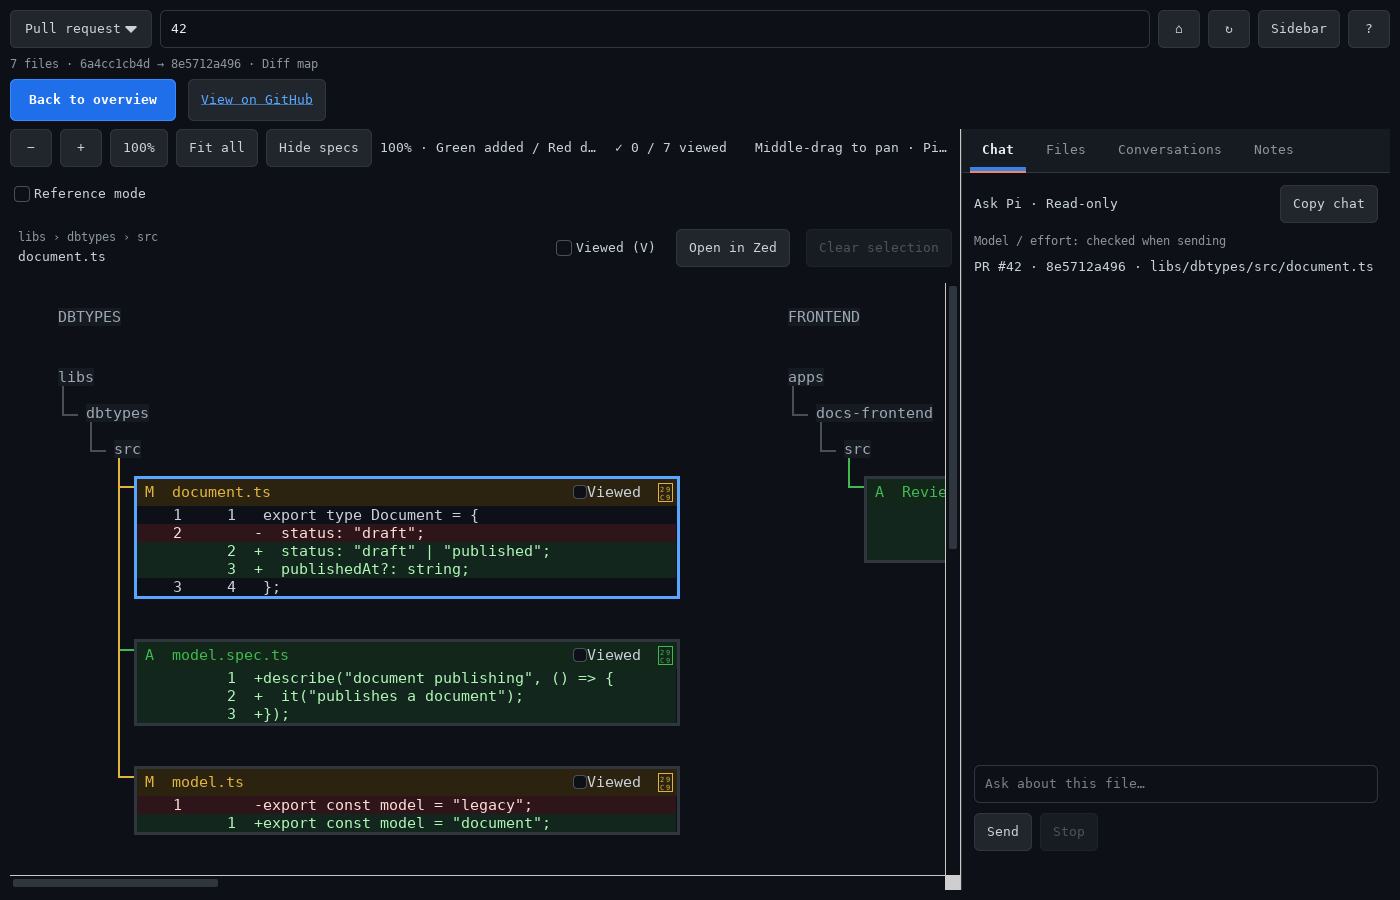 Pull request
42
⌂
↻
Sidebar
?
7 files · 6a4cc1cb4d → 8e5712a496 · Diff map
Back to overview
View on GitHub
−
+
100%
Fit all
Hide specs
100% · Green added / Red d…
✓ 0 / 7 viewed
Middle-drag to pan · Pi…
Reference mode
libs › dbtypes › src
document.ts
Viewed (V)
Open in Zed
Clear selection
DBTYPES
libs
dbtypes
src
M document.ts Viewed
1 1 export type Document = {
2 - status: "draft";
2 + status: "draft" | "published";
3 + publishedAt?: string;
3 4 };
A model.spec.ts Viewed
1 +describe("document publishing", () => {
2 + it("publishes a document");
3 +});
M model.ts Viewed
1 -export const model = "legacy";
1 +export const model = "document";
FRONTEND
apps
docs-frontend
src
A Revie
Chat
Files
Conversations
Notes
Ask Pi · Read-only
Copy chat
Model / effort: checked when sending
PR #42 · 8e5712a496 · libs/dbtypes/src/document.ts
Ask about this file…
Send
Stop